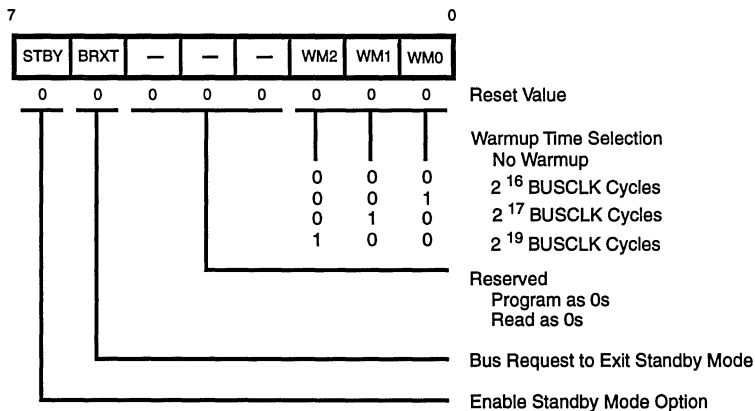 7 0
STBY BRXT — — — WM2 WM1 WM0
0 0 0 0 0 0 0 0 Reset Value
Warmup Time Selection
No Warmup
0 0 0
2 16 BUSCLK Cycles
0 0 1
2 17 BUSCLK Cycles
0 1 0
2 19 BUSCLK Cycles
1 0 0
Reserved
Program as 0s
Read as 0s
Bus Request to Exit Standby Mode
Enable Standby Mode Option